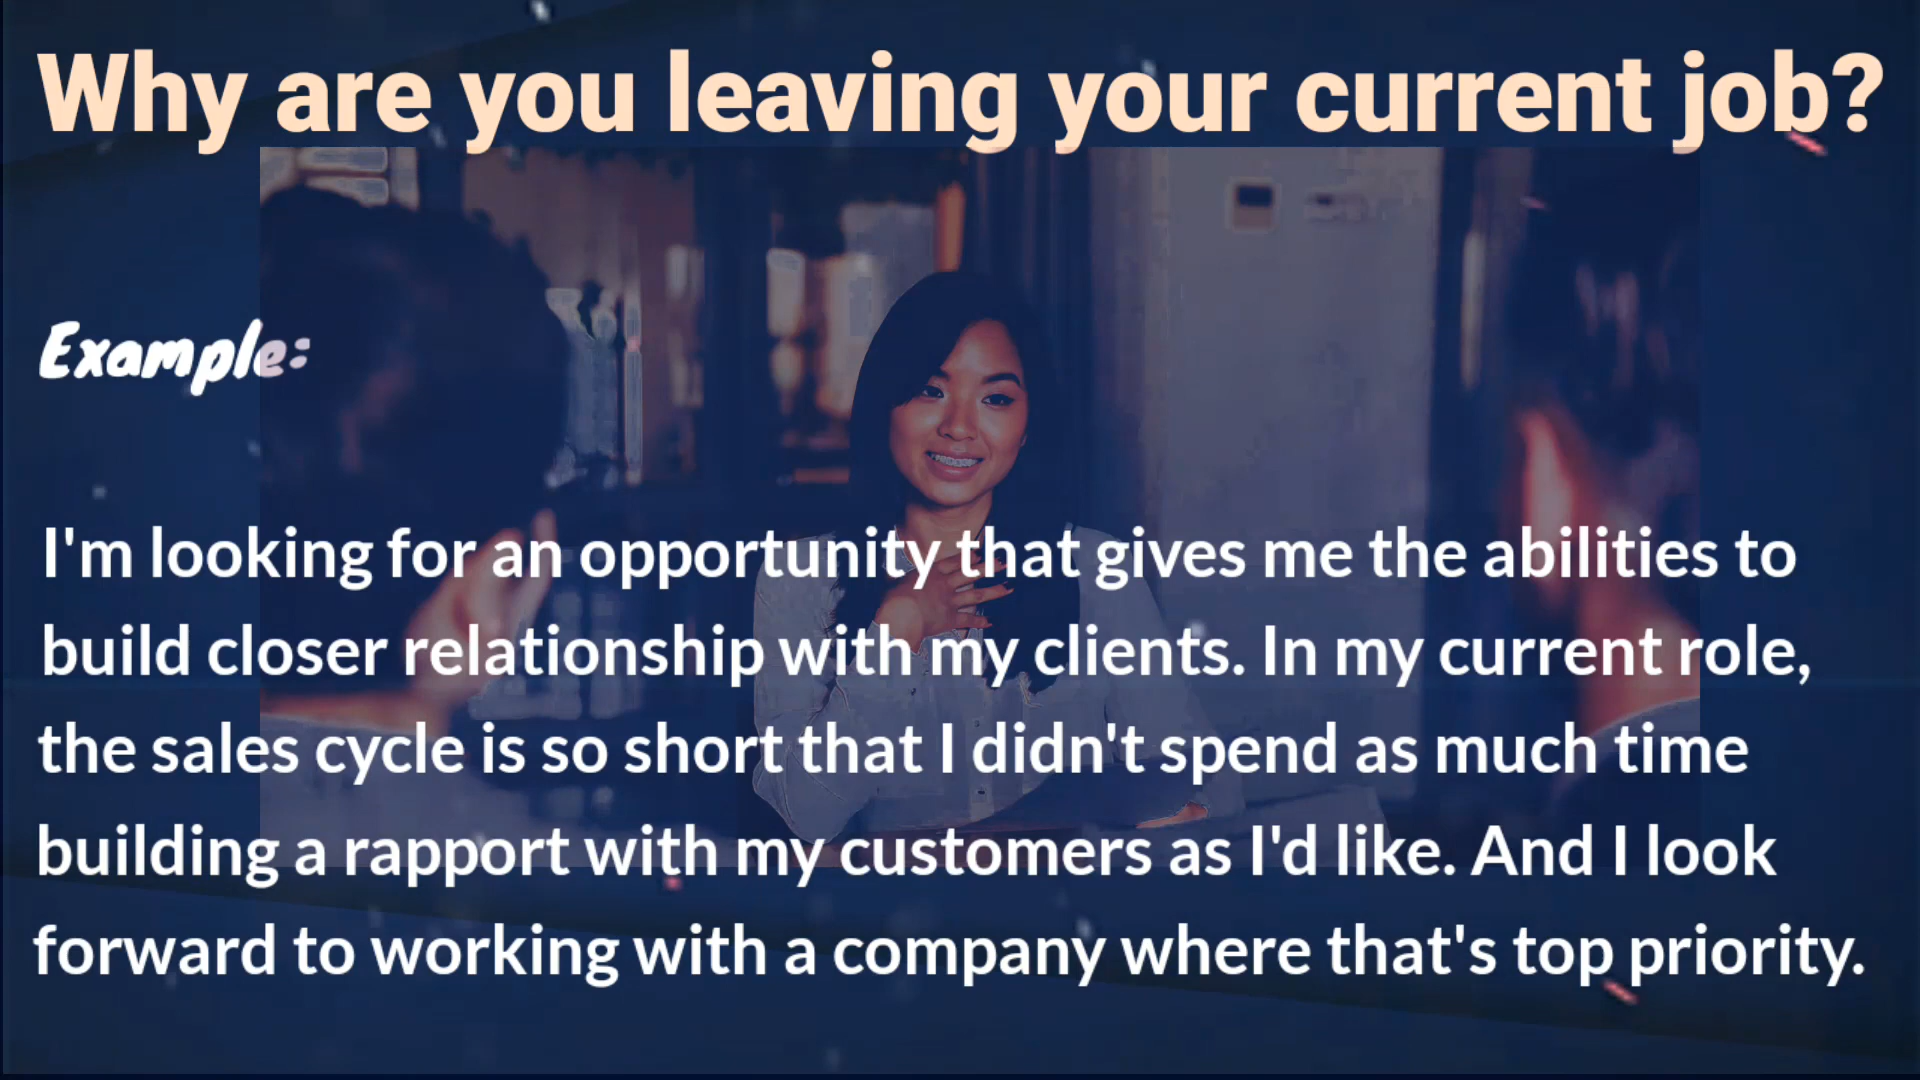 Why are you leaving your current job?
Example:
I'm looking for an opportunity that gives me the abilities to
build closer relationship with my clients. In my current role,
the sales cycle is so short that I didn't spend as much time
building a rapport with my customers as I'd like. And I look
forward to working with a company where that's top priority.